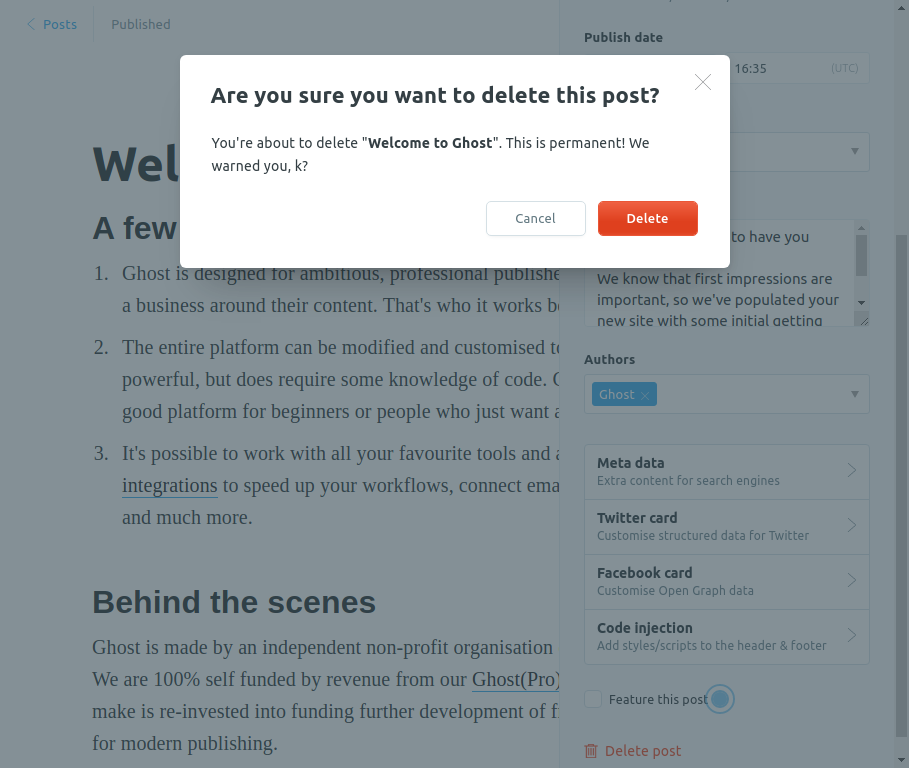 Posts
Published
Publish date
16:35
(UTC)
Are you sure you want to delete this post?
You're about to delete "Welcome to Ghost". This is permanent! We
warned you, k?
Cancel
Delete
Wel
A few
to have you
We know that first impressions are
important, so we've populated your
new site with some initial getting
1. Ghost is designed for ambitious, professional publishe
a business around their content. That's who it works b
2. The entire platform can be modified and customised t
powerful, but does require some knowledge of code.
good platform for beginners or people who just want a
3. It's possible to work with all your favourite tools and a
integrations to speed up your workflows, connect ema
and much more.
Behind the scenes
Ghost is made by an independent non-profit organisation
We are 100% self funded by revenue from our Ghost(Pro)
make is re-invested into funding further development of f
for modern publishing.
Authors
Ghost
Meta data
Extra content for search engines
Twitter card
Customise structured data for Twitter
Facebook card
Customise Open Graph data
Code injection
Add styles/scripts to the header & footer
Feature this post
Delete post